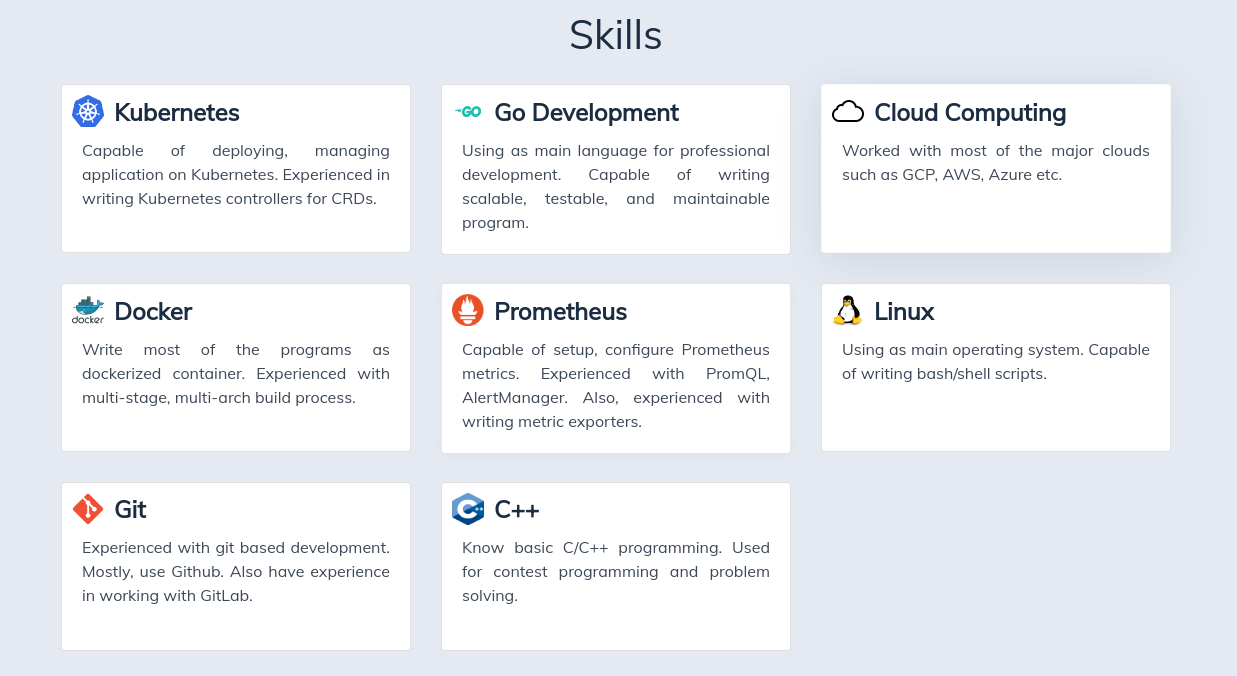 Skills
Kubernetes
Capable of deploying, managing
application on Kubernetes. Experienced in
writing Kubernetes controllers for CRDs.
GO
Go Development
Using as main language for professional
development. Capable of writing
scalable, testable, and maintainable
program.
Cloud Computing
Worked with most of the major clouds
such as GCP, AWS, Azure etc.
docker
Docker
Write most of the programs as
dockerized container. Experienced with
multi-stage, multi-arch build process.
Prometheus
Capable of setup, configure Prometheus
metrics. Experienced with PromQL,
AlertManager. Also, experienced with
writing metric exporters.
Linux
Using as main operating system. Capable
of writing bash/shell scripts.
Git
Experienced with git based development.
Mostly, use Github. Also have experience
in working with GitLab.
C++
C++
Know basic C/C++ programming. Used
for contest programming and problem
solving.